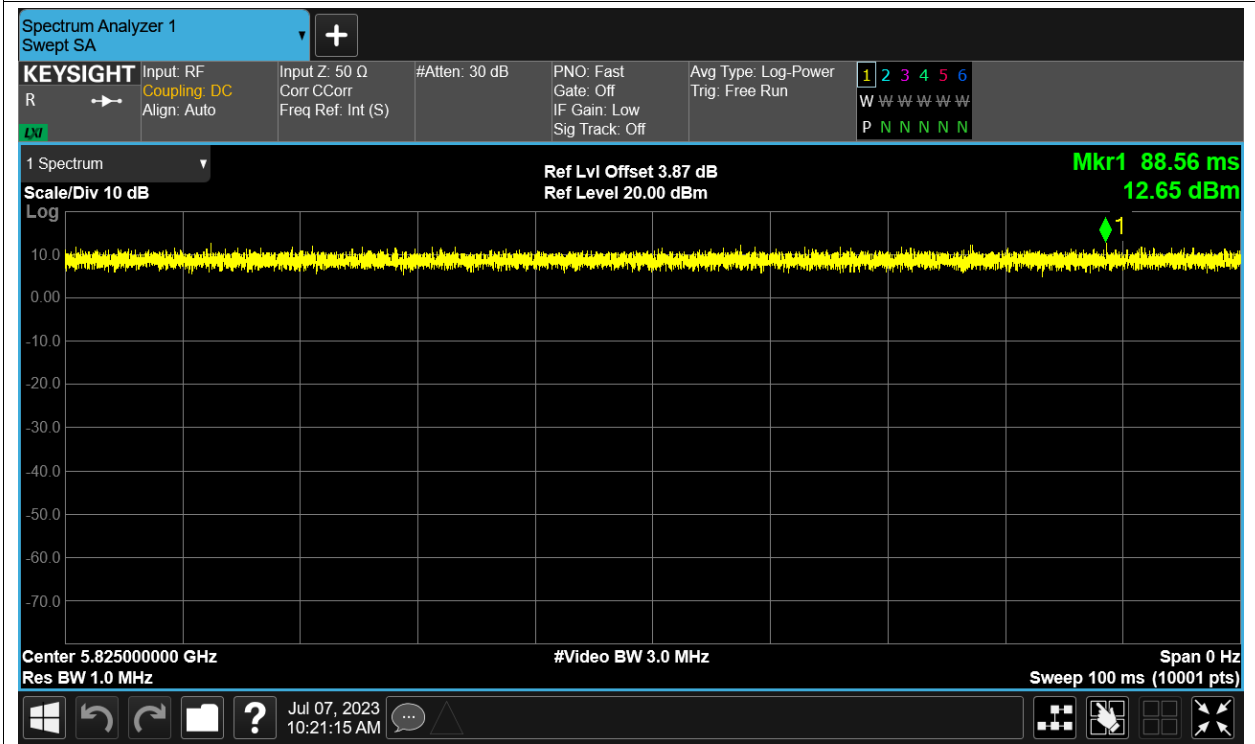 Spectrum Analyzer 1
Swept SA
KEYSIGHT
R
LXI
Input: RF
Coupling: DC
Align: Auto
Input Z: 50 Ω
Corr CCorr
Freq Ref: Int (S)
#Atten: 30 dB
PNO: Fast
Gate: Off
IF Gain: Low
Sig Track: Off
Avg Type: Log-Power
Trig: Free Run
1 2 3 4 5 6
W W W W W W
P N N N N N
1 Spectrum
Scale/Div 10 dB
Ref Lvl Offset 3.87 dB
Ref Level 20.00 dBm
Mkr1 88.56 ms
12.65 dBm
Log
1
10.0
0.00
-10.0
-20.0
-30.0
-40.0
-50.0
-60.0
-70.0
Center 5.825000000 GHz
#Video BW 3.0 MHz
Span 0 Hz
Res BW 1.0 MHz
Sweep 100 ms (10001 pts)
?
Jul 07, 2023
10:21:15 AM